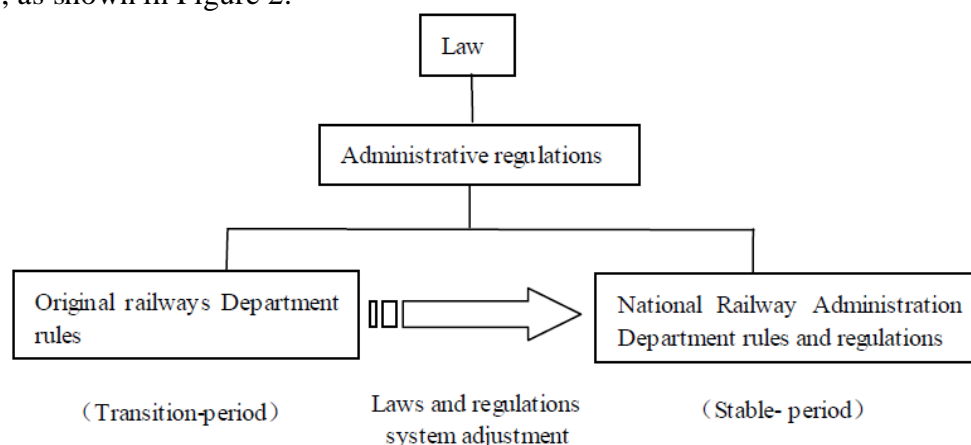 , as shown in Figure 2.
Law
Administrative regulations
Original railways Department
rules
National Railway Administration
Department rules and regulations
（Transition-period）
Laws and regulations
system adjustment
（Stable- period）